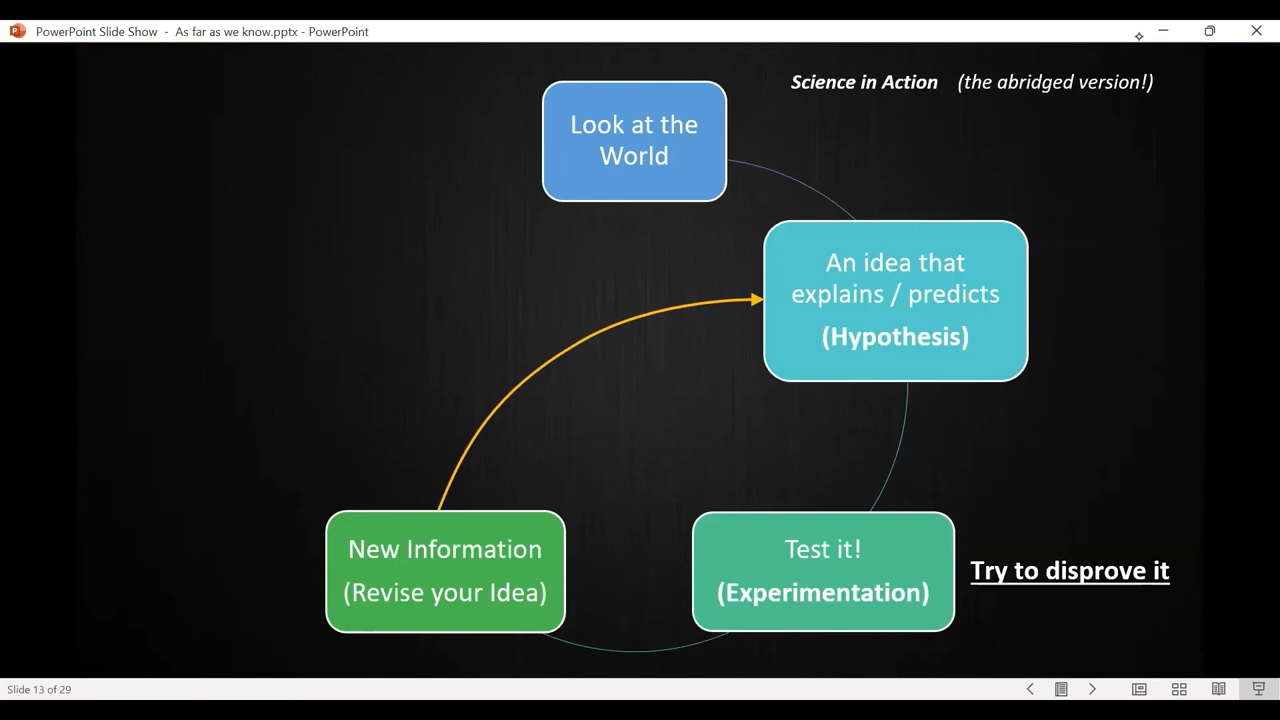 PowerPoint Slide Show - As far as we know.pptx - PowerPoint
Science in Action (the abridged version!)
Look at the
World
An idea that
explains / predicts
(Hypothesis)
New Information
(Revise your Idea)
Test it!
(Experimentation)
Try to disprove it
Slide 13 of 29